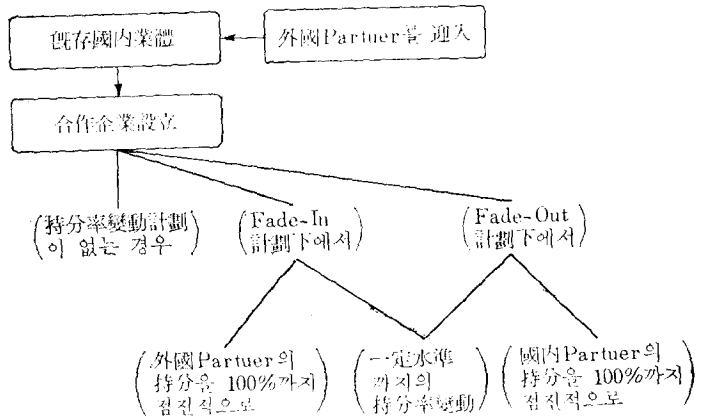 旣存國內業體
外國Partuer를 迎入
合作企業設立
(持分率變動計劃
이 없는 경우)
(Fade-In
計劃下에서)
(Fade-Out
計劃下에서)
(外國Partuer의
持分을 100%까지
점진적으로)
(一定水準
까지의
持分率變動)
(國內Partuer의
持分을 100%까지
점진적으로)